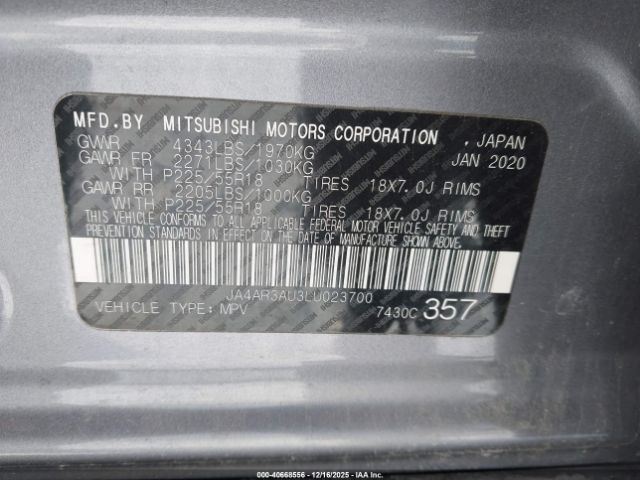 MFD.BY MITSUBISHI MOTORS CORPORATION , JAPAN
GVWR 4343LBS/1970KG JAN 2020
GAWR FR 2271LBS/1030KG
WITH P225/55R18 TIRES 18X7.0J RIMS
GAWR RR 2205LBS/1000KG
WITH P225/55R18 TIRES 18X7.0J RIMS
THIS VEHICLE CONFORMS TO ALL APPLICABLE FEDERAL MOTOR VEHICLE SAFETY AND THEFT
PREVENTION STANDARDS IN EFFECT ON THE DATE OF MANUFACTURE SHOWN ABOVE.
JA4AR3AU3LU023700
VEHICLE TYPE: MPV 7430C 357
000-40668556 - 12/16/2025 - IAAI.COM